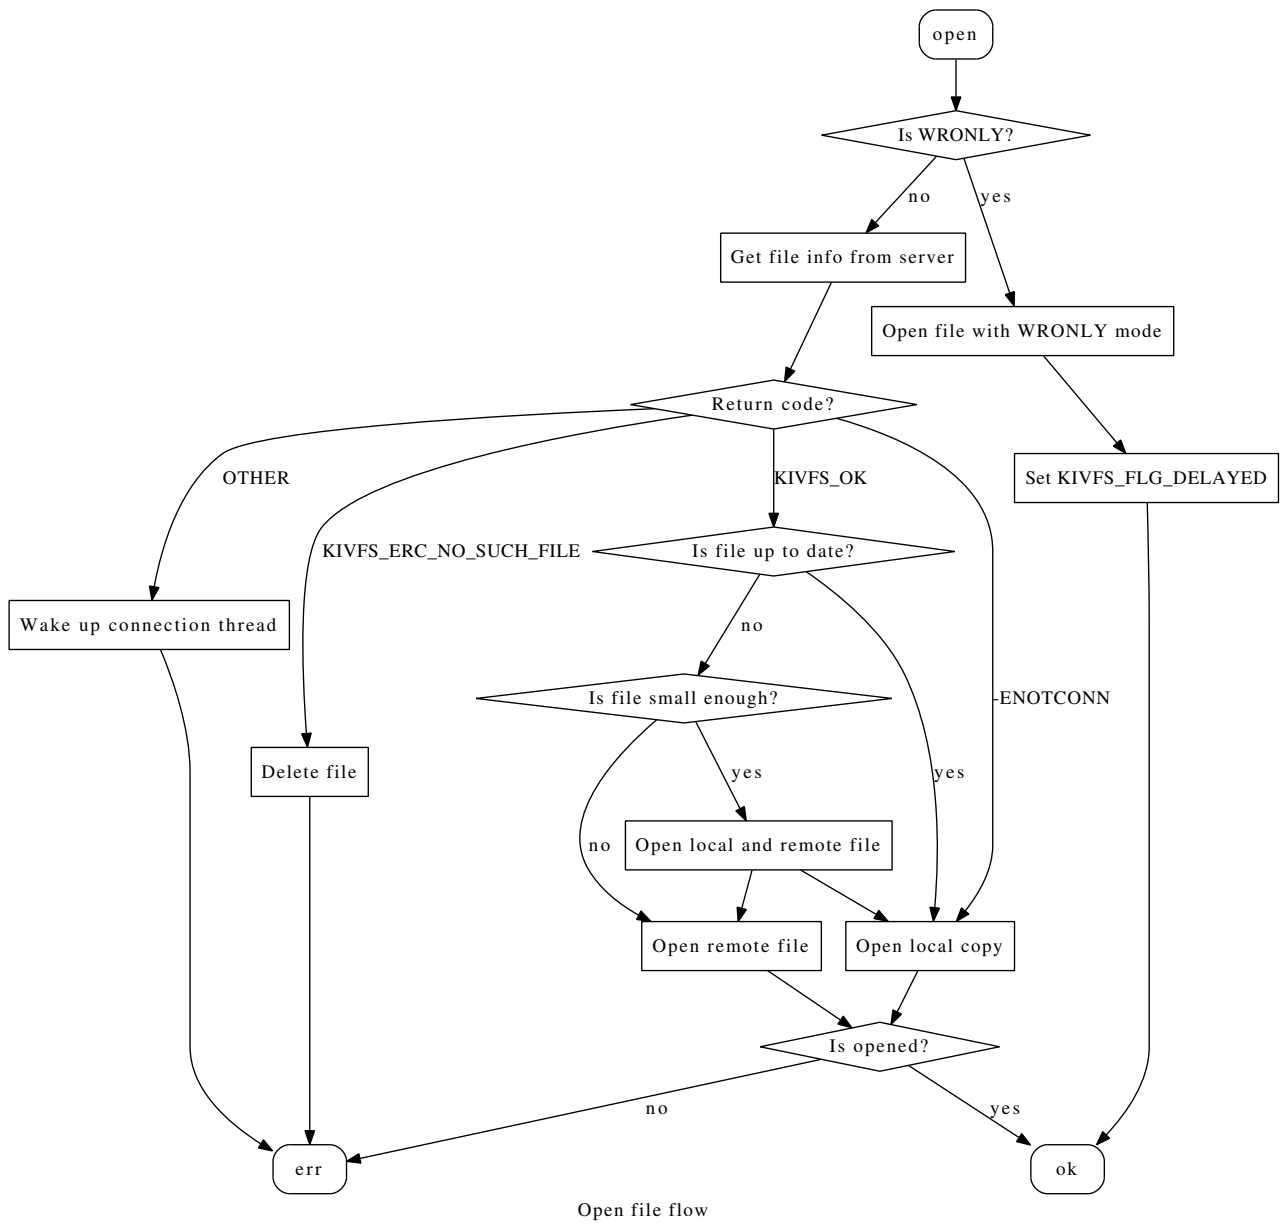 open
Is WRONLY?
no
yes
Get file info from server
Open file with WRONLY mode
Return code?
OTHER
KIVFS_OK
Set KIVFS_FLG_DELAYED
KIVFS_ERC_NO_SUCH_FILE
Is file up to date?
Wake up connection thread
no
Is file small enough?
-ENOTCONN
Delete file
yes
yes
no
Open local and remote file
Open remote file
Open local copy
Is opened?
no
yes
err
ok
Open file flow